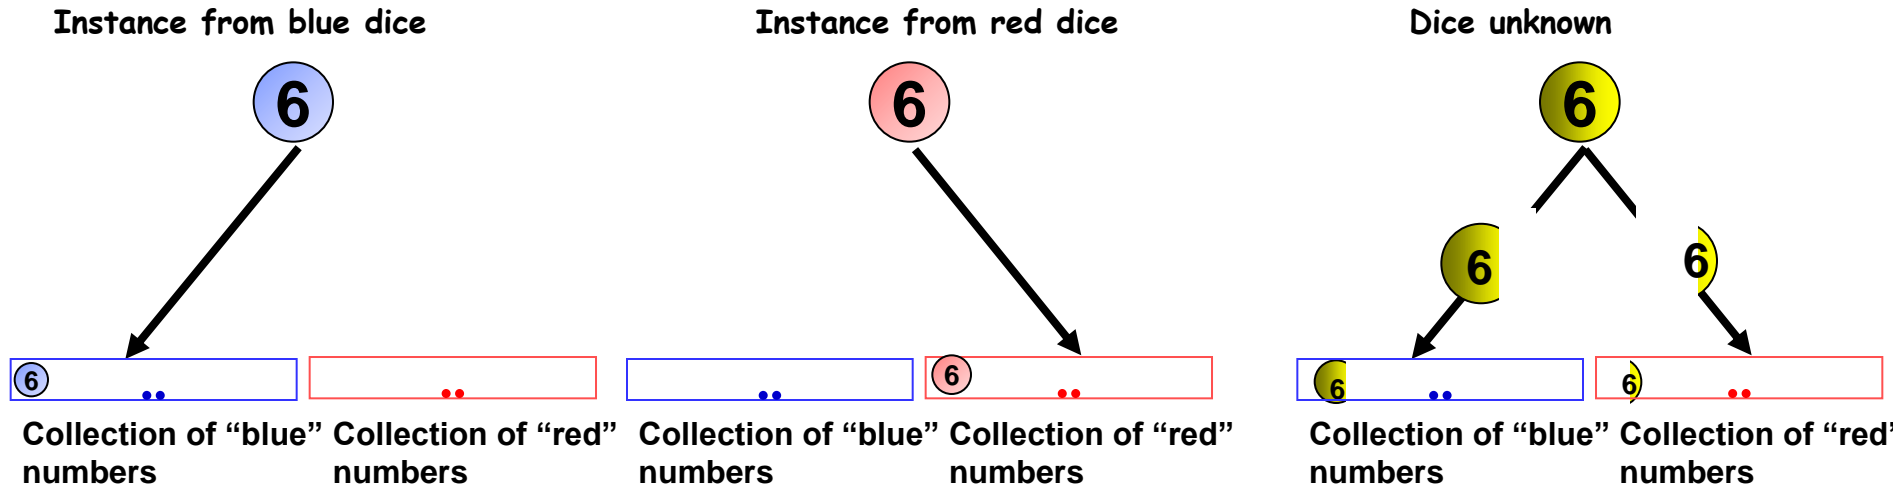 Instance from blue dice
Instance from red dice
Dice unknown
6
6
6
6
6
6
6
6
6
Collection of “blue” numbers
Collection of “red” numbers
Collection of “blue” numbers
Collection of “red” numbers
Collection of “blue” numbers
Collection of “red” numbers